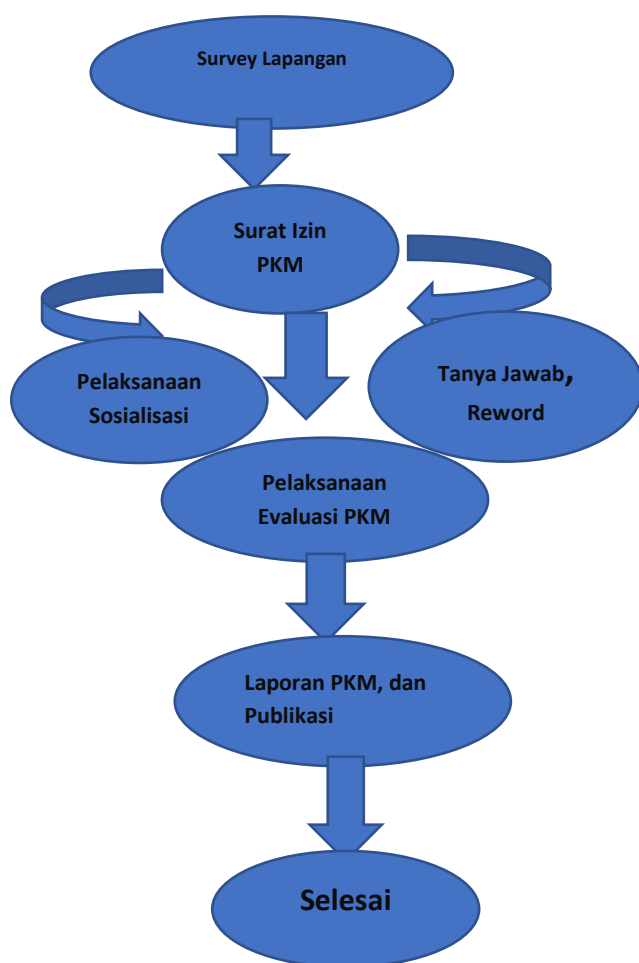 Survey Lapangan
Surat Izin
PKM
Pelaksanaan
Sosialisasi
Tanya Jawab,
Reword
Pelaksanaan
Evaluasi PKM
Laporan PKM, dan
Publikasi
Selesai